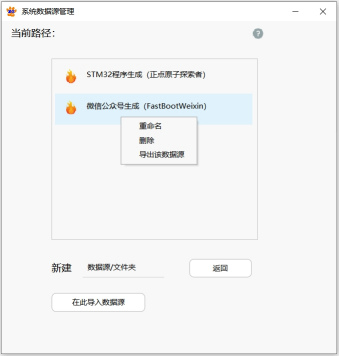 系统数据源管理
当前路径：
?
STM32程序生成（正点原子探索者）
微信公众号生成（FastBootWeixin）
重命名
删除
导出该数据源
新建 数据源/文件夹 返回
在此导入数据源